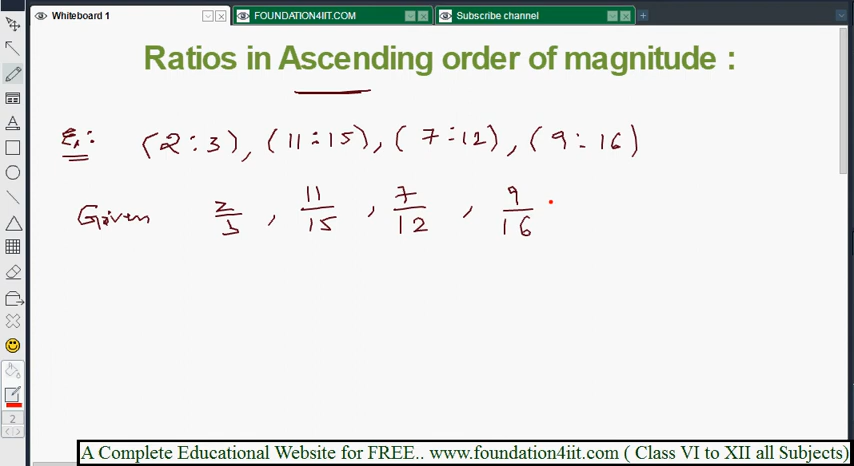 Whiteboard 1 FOUNDATION4IIT.COM Subscribe channel
Ratios in Ascending order of magnitude :
Ex: (2:3), (11:15), (7:12), (9:16)
Given 2/3, 11/15, 7/12, 9/16
2
A Complete Educational Website for FREE.. www.foundation4iit.com ( Class VI to XII all Subjects)